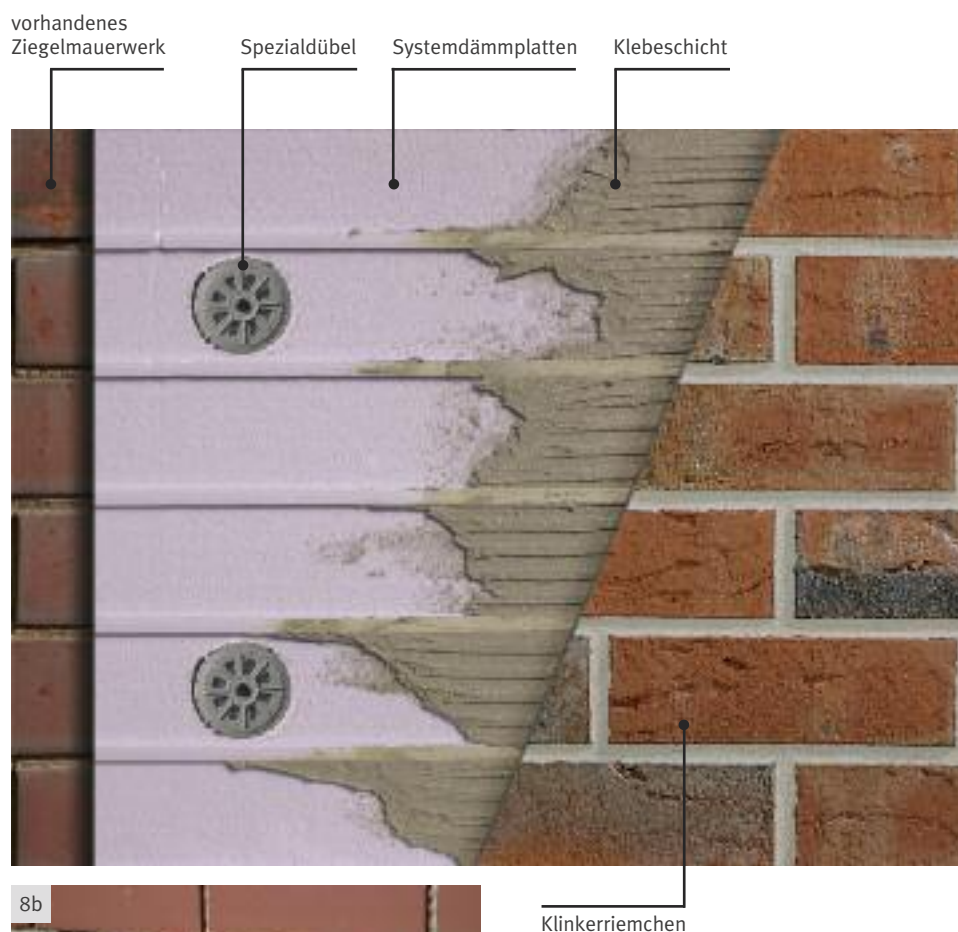 vorhandenes
Ziegelmauerwerk
Spezialdübel
Systemdämmplatten
Klebeschicht
8b
Klinkerriemchen